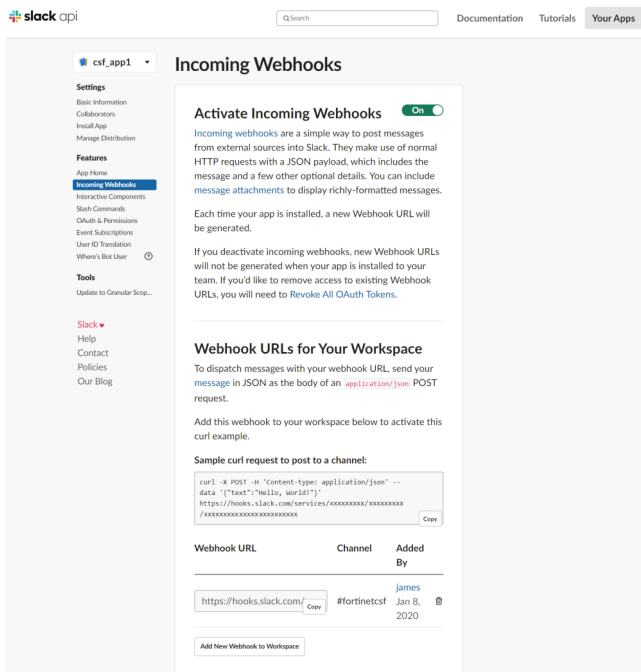 slack api
Search
Documentation Tutorials Your Apps
csf_app1
Settings
Basic Information
Collaborators
Install App
Manage Distribution
Features
App Home
Incoming Webhooks
Interactive Components
Slash Commands
OAuth & Permissions
Event Subscriptions
User ID Translation
Where's Bot User ?
Tools
Update to Granular Scop...
Slack ♥
Help
Contact
Policies
Our Blog
Incoming Webhooks
Activate Incoming Webhooks On
Incoming webhooks are a simple way to post messages
from external sources into Slack. They make use of normal
HTTP requests with a JSON payload, which includes the
message and a few other optional details. You can include
message attachments to display richly-formatted messages.
Each time your app is installed, a new Webhook URL will
be generated.
If you deactivate incoming webhooks, new Webhook URLs
will not be generated when your app is installed to your
team. If you'd like to remove access to existing Webhook
URLs, you will need to Revoke All OAuth Tokens.
Webhook URLs for Your Workspace
To dispatch messages with your webhook URL, send your
message in JSON as the body of an application/json POST
request.
Add this webhook to your workspace below to activate this
curl example.
Sample curl request to post to a channel:
curl -X POST -H 'Content-type: application/json' --
data '{"text":"Hello, World!"}'
https://hooks.slack.com/services/xxxxxxxxx/xxxxxxxxx
/xxxxxxxxxxxxxxxxxxxxxxxx
Copy
Webhook URL Channel Added
By
https://hooks.slack.com/ Copy #fortinetcsf james
Jan 8,
2020
Add New Webhook to Workspace